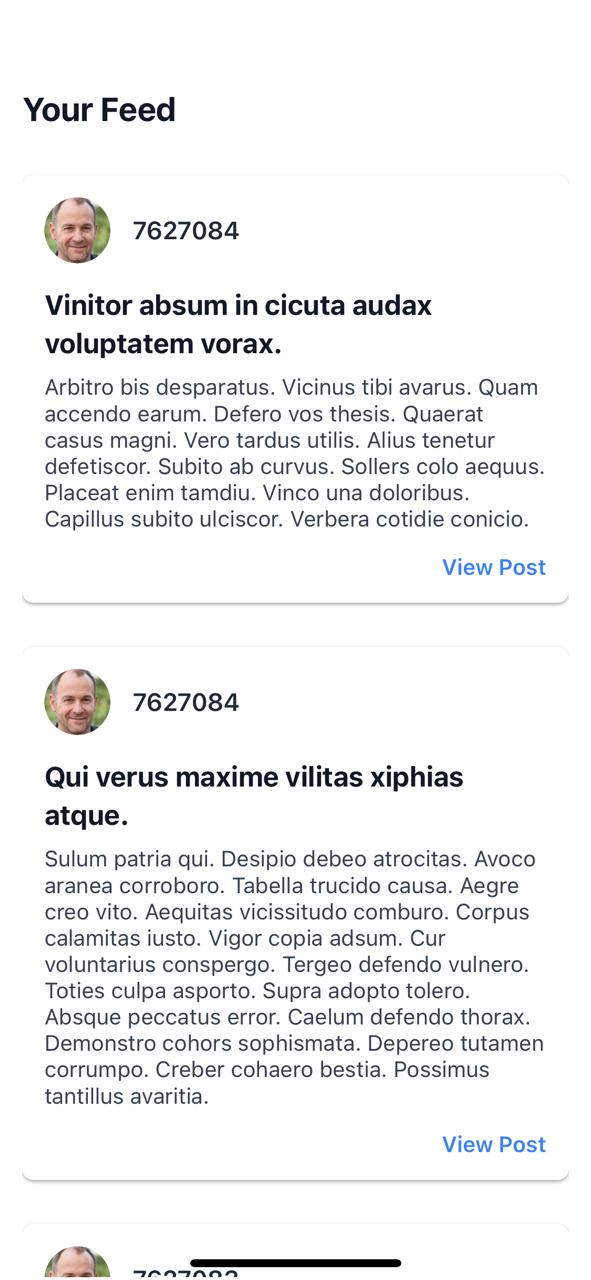 Your Feed
7627084
Vinitor absum in cicuta audax
voluptatem vorax.
Arbitro bis desparatus. Vicinus tibi avarus. Quam
accendo earum. Defero vos thesis. Quaerat
casus magni. Vero tardus utilis. Alius tenetur
defetiscor. Subito ab curvus. Sollers colo aequus.
Placeat enim tamdiu. Vinco una doloribus.
Capillus subito ulciscor. Verbera cotidie conicio.
View Post
7627084
Qui verus maxime vilitas xiphias
atque.
Sulum patria qui. Desipio debeo atrocitas. Avoco
aranea corroboro. Tabella trucido causa. Aegre
creo vito. Aequitas vicissitudo comburo. Corpus
calamitas iusto. Vigor copia adsum. Cur
voluntarius conspergo. Tergeo defendo vulnero.
Toties culpa asporto. Supra adopto tolero.
Absque peccatus error. Caelum defendo thorax.
Demonstro cohors sophismata. Depereo tutamen
corrumpo. Creber cohaero bestia. Possimus
tantillus avaritia.
View Post